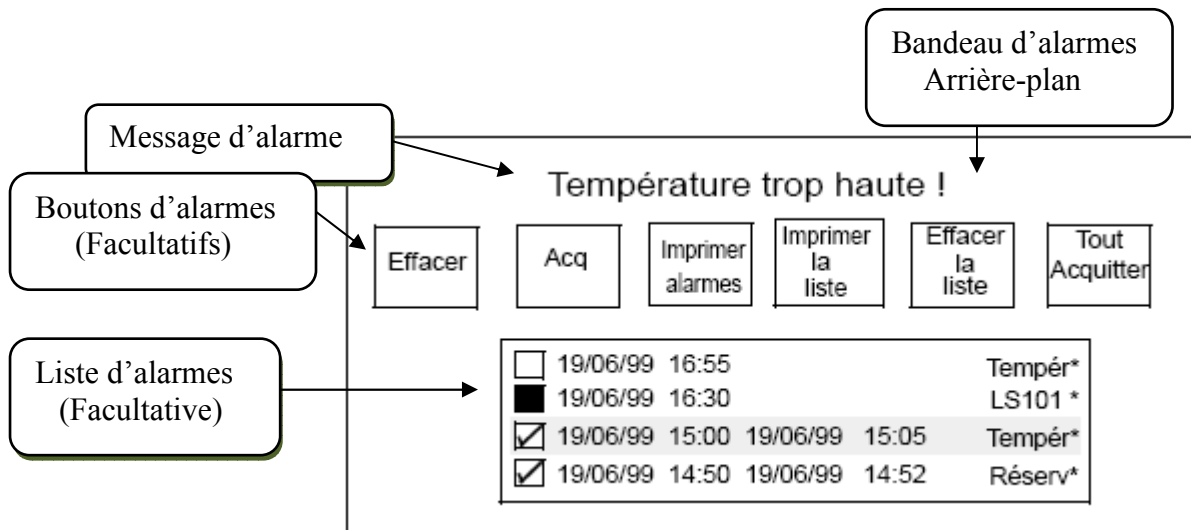 Bandeau d’alarmes
Arrière-plan
Message d’alarme
Température trop haute !
Boutons d’alarmes
(Facultatifs)
Effacer
Acq
Imprimer
alarmes
Imprimer
la
liste
Effacer
la
liste
Tout
Acquitter
Liste d’alarmes
(Facultative)
19/06/99 16:55 Tempér*
19/06/99 16:30 LS101 *
19/06/99 15:00 19/06/99 15:05 Tempér*
19/06/99 14:50 19/06/99 14:52 Réserv*